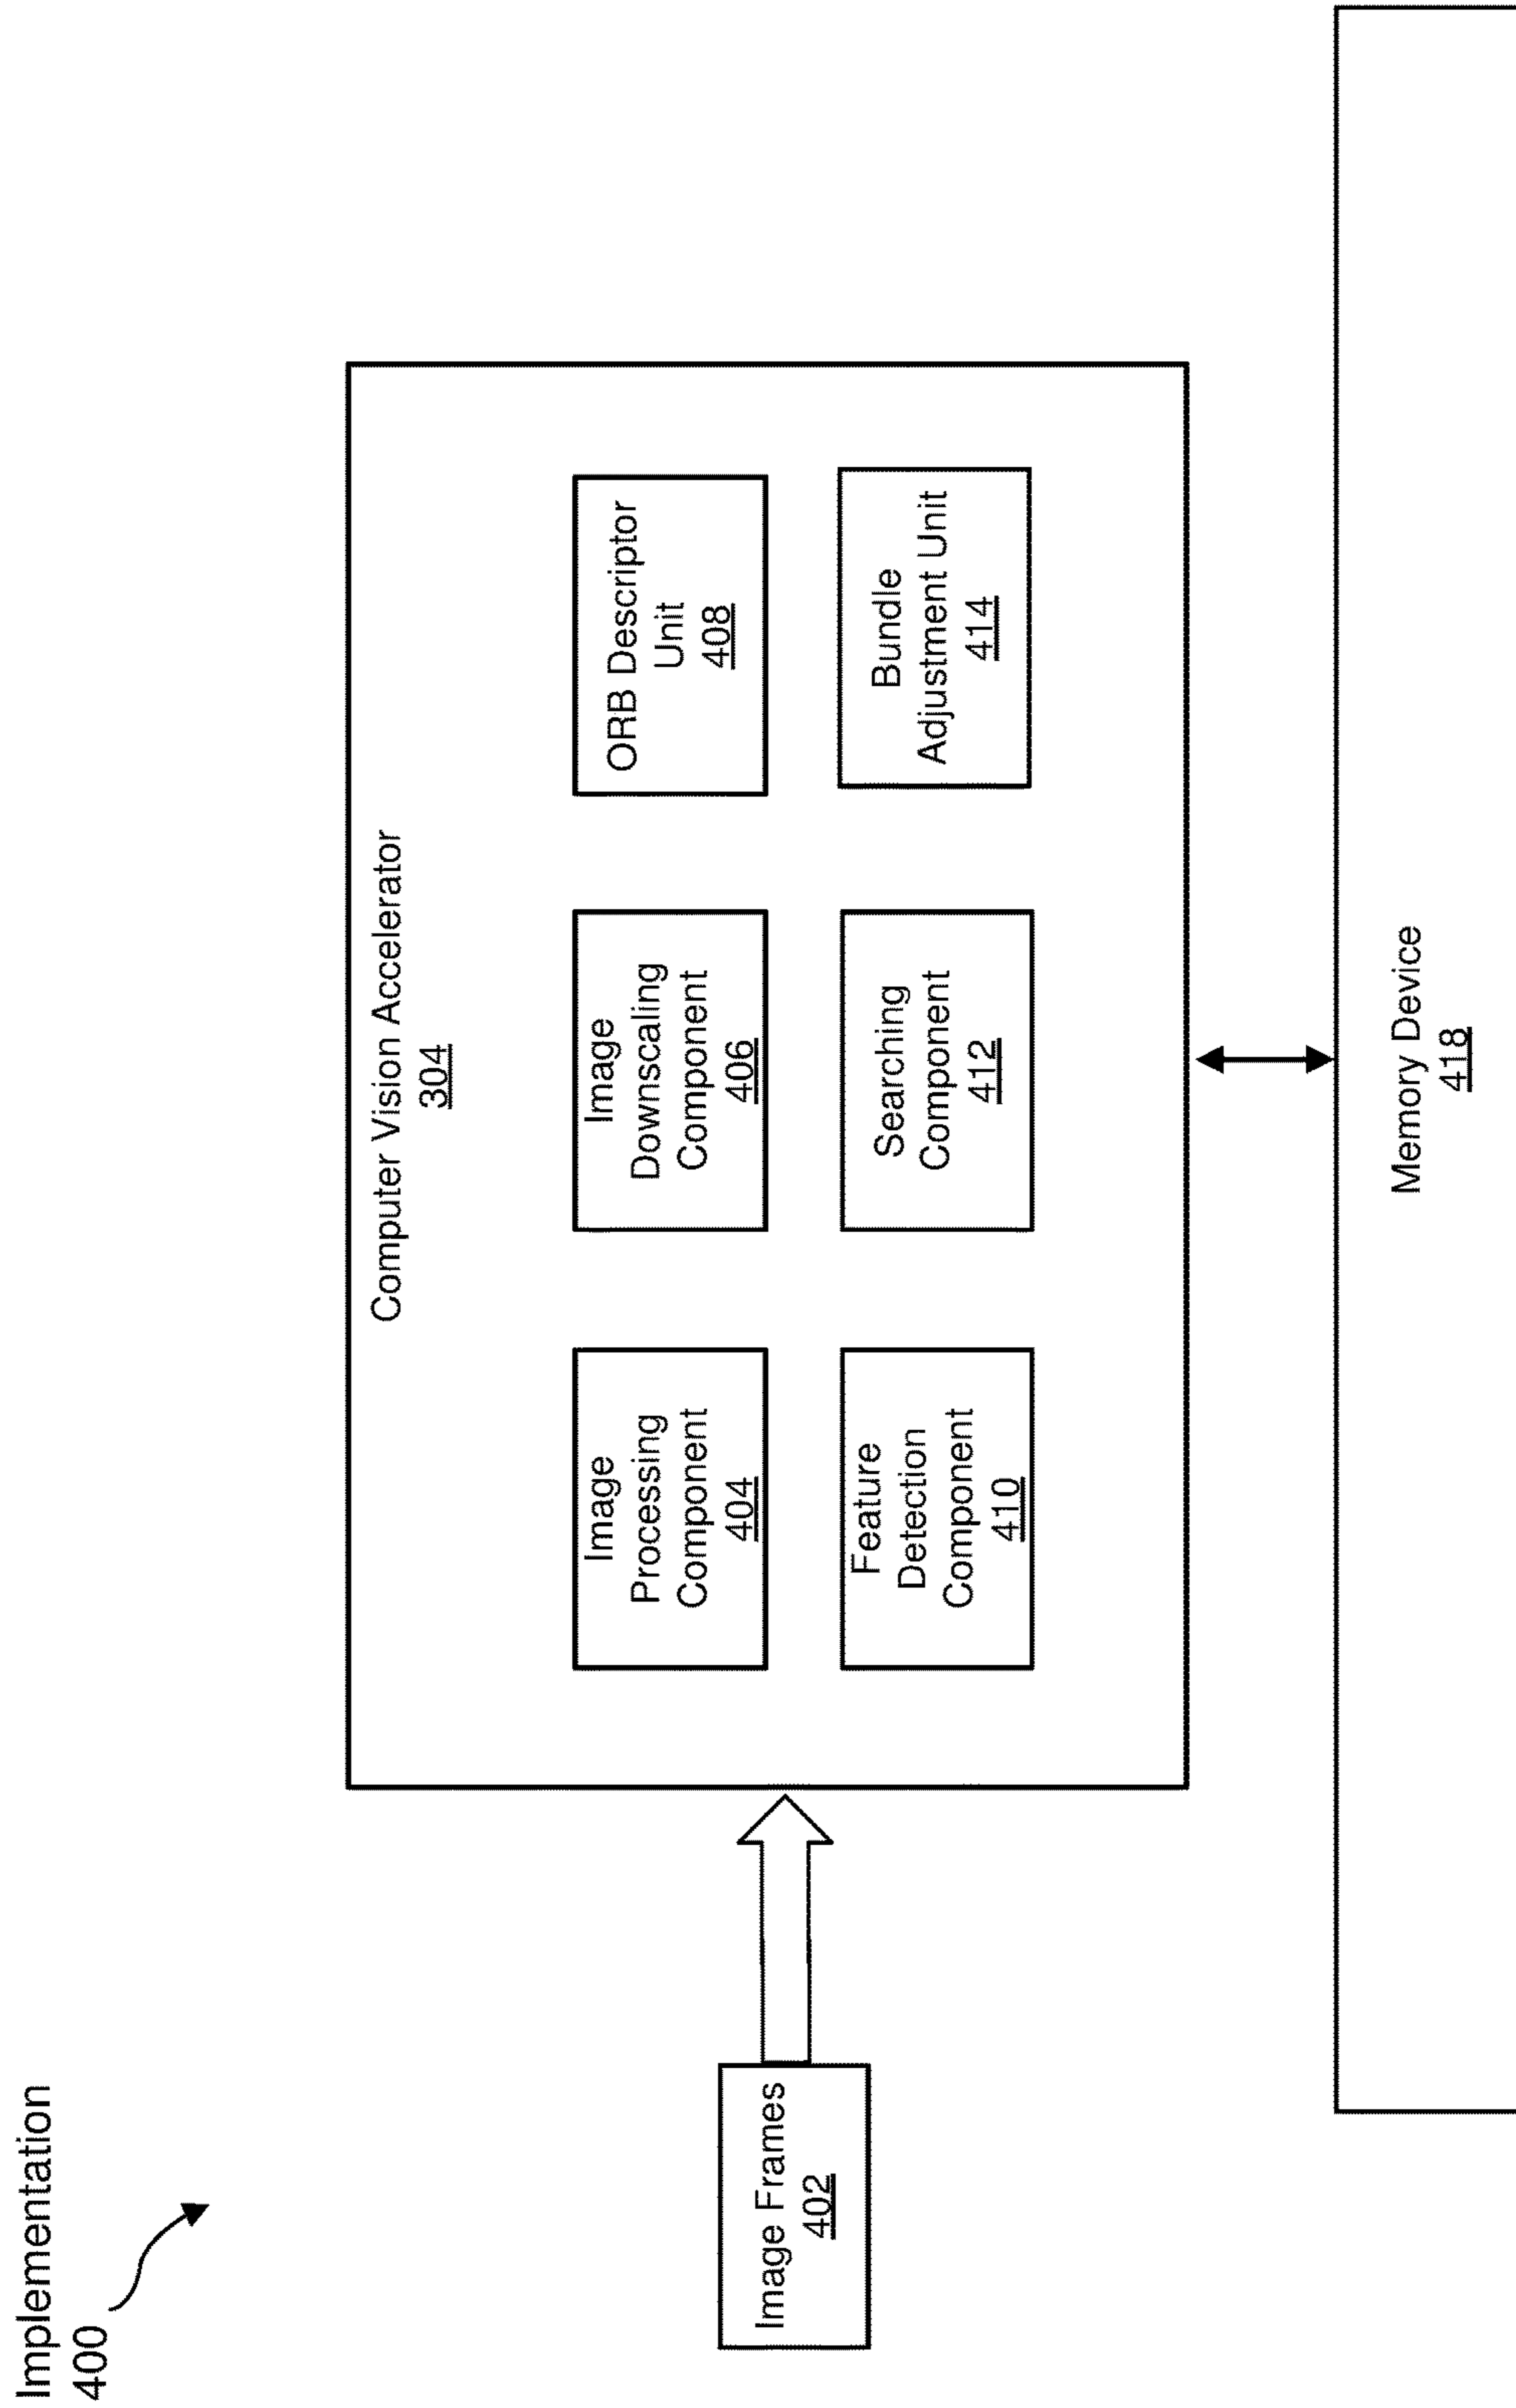 Implementation
400
Computer Vision Accelerator
304
Image
Processing
Component
404
Image
Downscaling
Component
406
ORB Descriptor
Unit
408
Image Frames
402
Feature
Detection
Component
410
Searching
Component
412
Bundle
Adjustment Unit
414
Memory Device
418